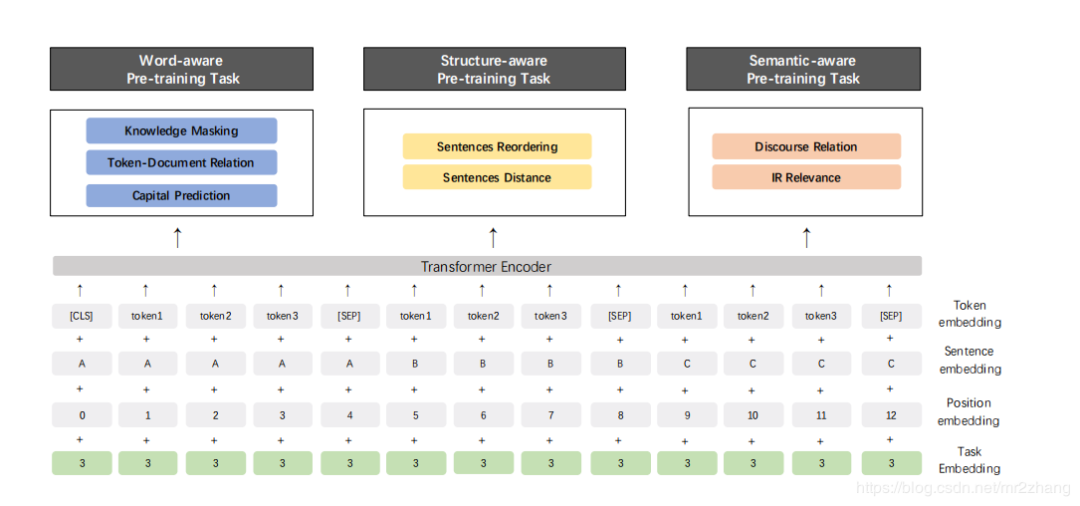 Word-aware
Pre-training Task
Structure-aware
Pre-training Task
Semantic-aware
Pre-training Task
Knowledge Masking
Token-Document Relation
Capital Prediction
Sentences Reordering
Sentences Distance
Discourse Relation
IR Relevance
Transformer Encoder
[CLS] token1 token2 token3 [SEP] token1 token2 token3 [SEP] token1 token2 token3 [SEP]
Token
embedding
+ + + + + + + + + + + + +
A A A A A B B B B C C C C
Sentence
embedding
+ + + + + + + + + + + + +
0 1 2 3 4 5 6 7 8 9 10 11 12
Position
embedding
+ + + + + + + + + + + + +
3 3 3 3 3 3 3 3 3 3 3 3 3
Task
Embedding
https://blog.csdn.net/mr2zhang